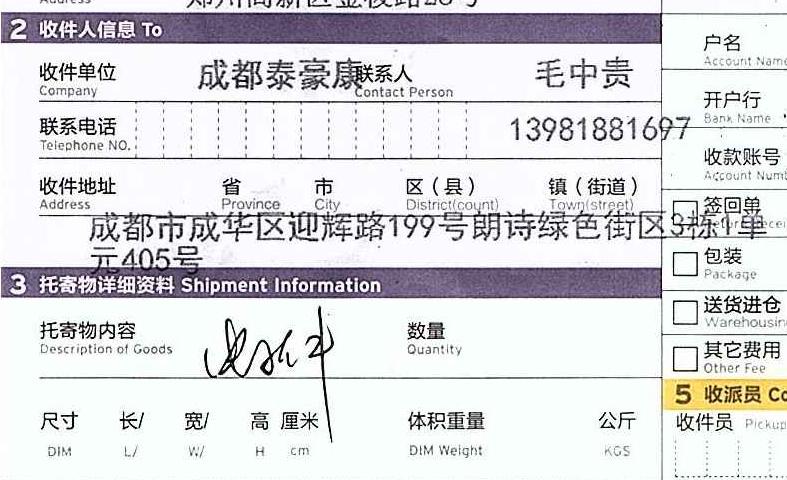 2 收件人信息 To
户名
Account Name
收件单位 成都泰豪康 联系人 毛中贵
Company Contact Person
开户行
Bank Name
联系电话 13981881697
Telephone NO.
收款账号
收件地址 省 市 区（县） 镇（街道）
Address Province City District(count) Town(street)
签回单
成都市成华区迎辉路199号朗诗绿色街区3栋1单
元405号
包装
Package
3 托寄物详细资料 Shipment Information
送货进仓
托寄物内容 数量
Description of Goods Quantity
其它费用
Other Fee
5 收派员
尺寸 长/ 宽/ 高 厘米 体积重量 公斤
收件员 Pickup
DIM L/ W/ H cm DIM Weight KGS